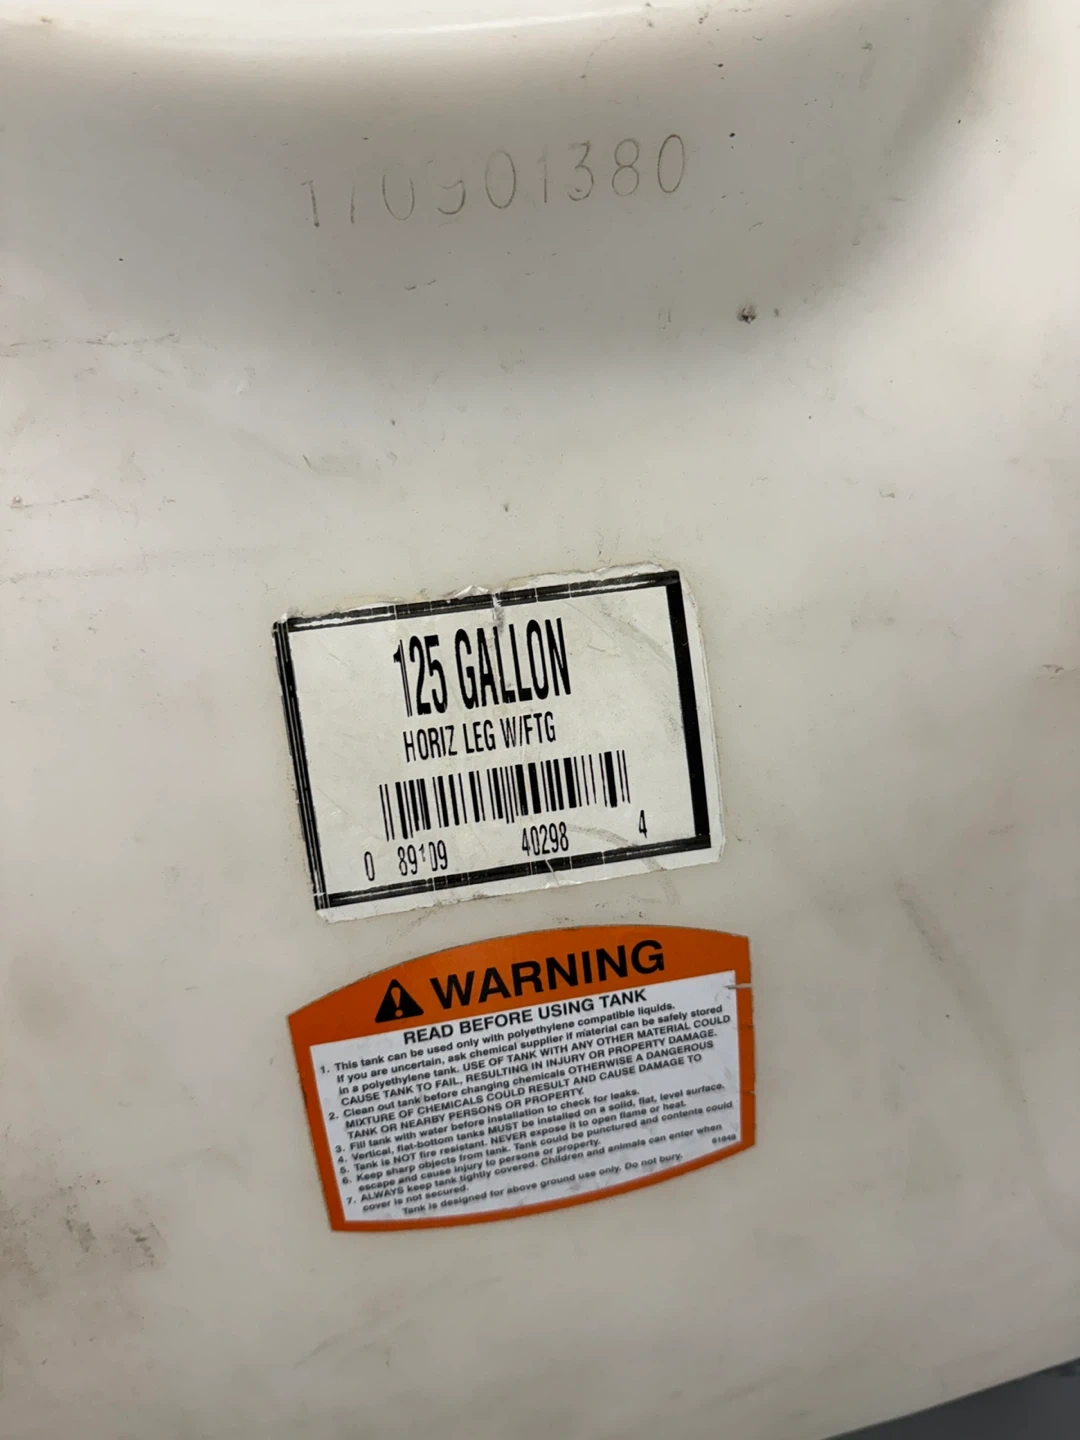 170901380
125 GALLON
HORIZ LEG W/FTG
0 89109 40298 4
WARNING
READ BEFORE USING TANK
1. This tank can be used only with polyethylene compatible liquids.
If you are uncertain, ask chemical supplier if material can be safely stored
in a polyethylene tank. USE OF TANK WITH ANY OTHER MATERIAL COULD
CAUSE TANK TO FAIL, RESULTING IN INJURY OR PROPERTY DAMAGE.
2. Clean out tank before changing chemicals OTHERWISE A DANGEROUS
MIXTURE OF CHEMICALS COULD RESULT AND CAUSE DAMAGE TO
TANK OR NEARBY PERSONS OR PROPERTY.
3. Fill tank with water before installation to check for leaks.
4. Vertical, flat-bottom tanks MUST be installed on a solid, flat, level surface.
5. Tank is NOT fire resistant. NEVER expose it to open flame or heat.
6. Keep sharp objects from tank. Tank could be punctured and contents could
escape and cause injury to persons or property.
7. ALWAYS keep tank tightly covered. Children and animals can enter when
cover is not secured.
Tank is designed for above ground use only. Do not bury.